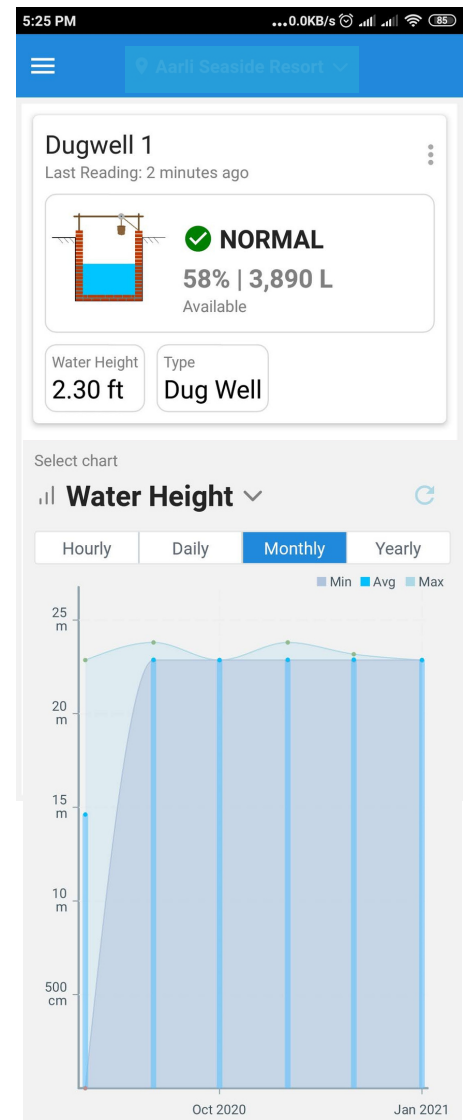 5:25 PM
...0.0KB/s
85
Aarli Seaside Resort
Dugwell 1
Last Reading: 2 minutes ago
NORMAL
58% | 3,890 L
Available
Water Height
2.30 ft
Type
Dug Well
Select chart
Water Height
Hourly
Daily
Monthly
Yearly
Min
Avg
Max
25
m
20
m
15
m
10
m
500
cm
Oct 2020
Jan 2021